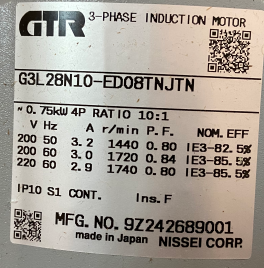 GTR 3-PHASE INDUCTION MOTOR
G3L28N10-ED08TNJTN
~0.75kW 4P RATIO 10:1
V Hz A r/min P.F. NOM.EFF
200 50 3.2 1440 0.80 IE3-82.5%
200 60 3.0 1720 0.84 IE3-85.5%
220 60 2.9 1740 0.80 IE3-85.5%
IP10 S1 CONT. Ins.F
MFG.NO. 9Z242689001
made in Japan NISSEI CORP.